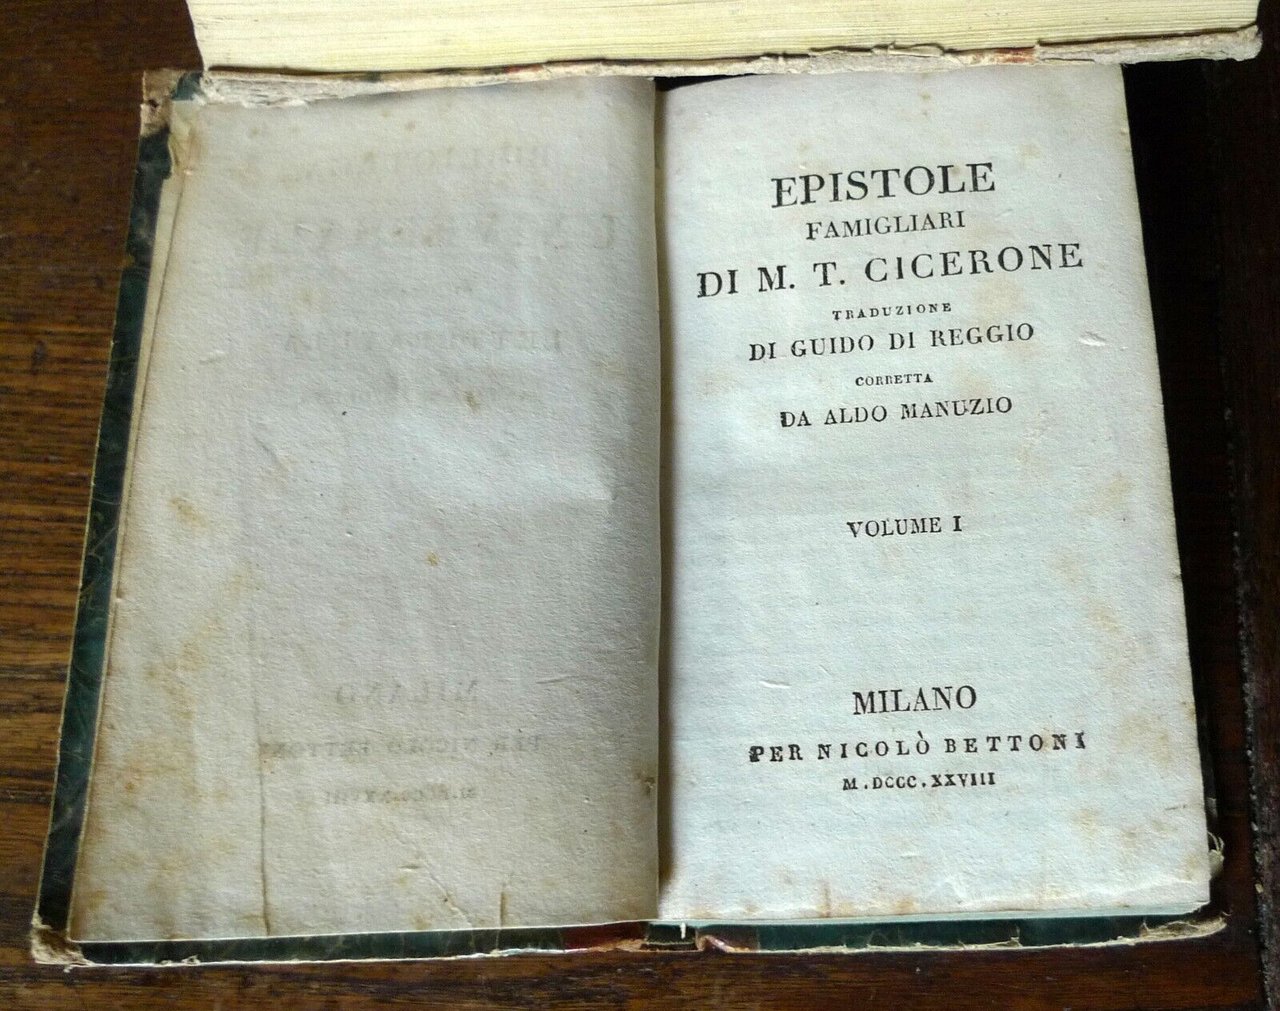 EPISTOLE
FAMIGLIARI
DI M. T. CICERONE
TRADUZIONE
DI GUIDO DI REGGIO
CORRETTA
DA ALDO MANUZIO
VOLUME I
MILANO
PER NICOLÒ BETTONI
M.DCCC.XXVIII